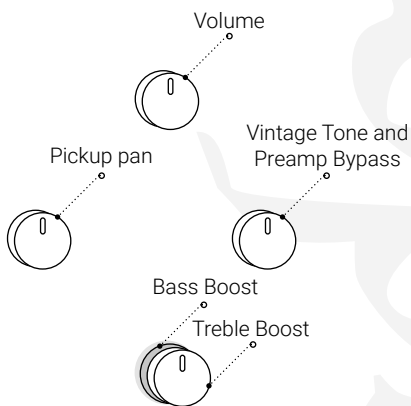 Volume
Pickup pan
Vintage Tone and
Preamp Bypass
Bass Boost
Treble Boost